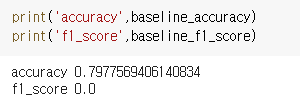 print('accuracy',baseline_accuracy)
print('f1_score',baseline_f1_score)
accuracy 0.7977569406140834
f1_score 0.0